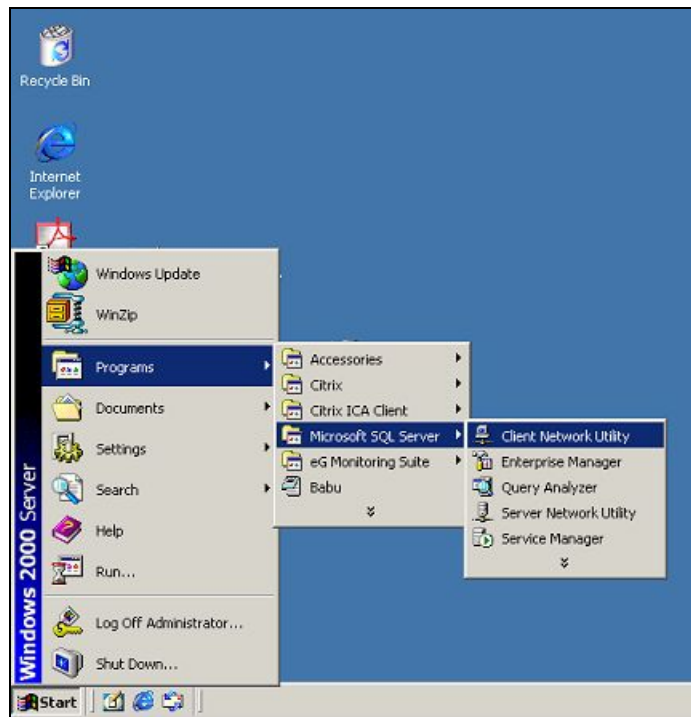 Recycle Bin
Internet
Explorer
Windows Update
WinZip
Programs
Documents
Settings
Search
Help
Run...
Log Off Administrator...
Shut Down...
Windows 2000 Server
Accessories
Citrix
Citrix ICA Client
Microsoft SQL Server
eG Monitoring Suite
Babu
Client Network Utility
Enterprise Manager
Query Analyzer
Server Network Utility
Service Manager
Start